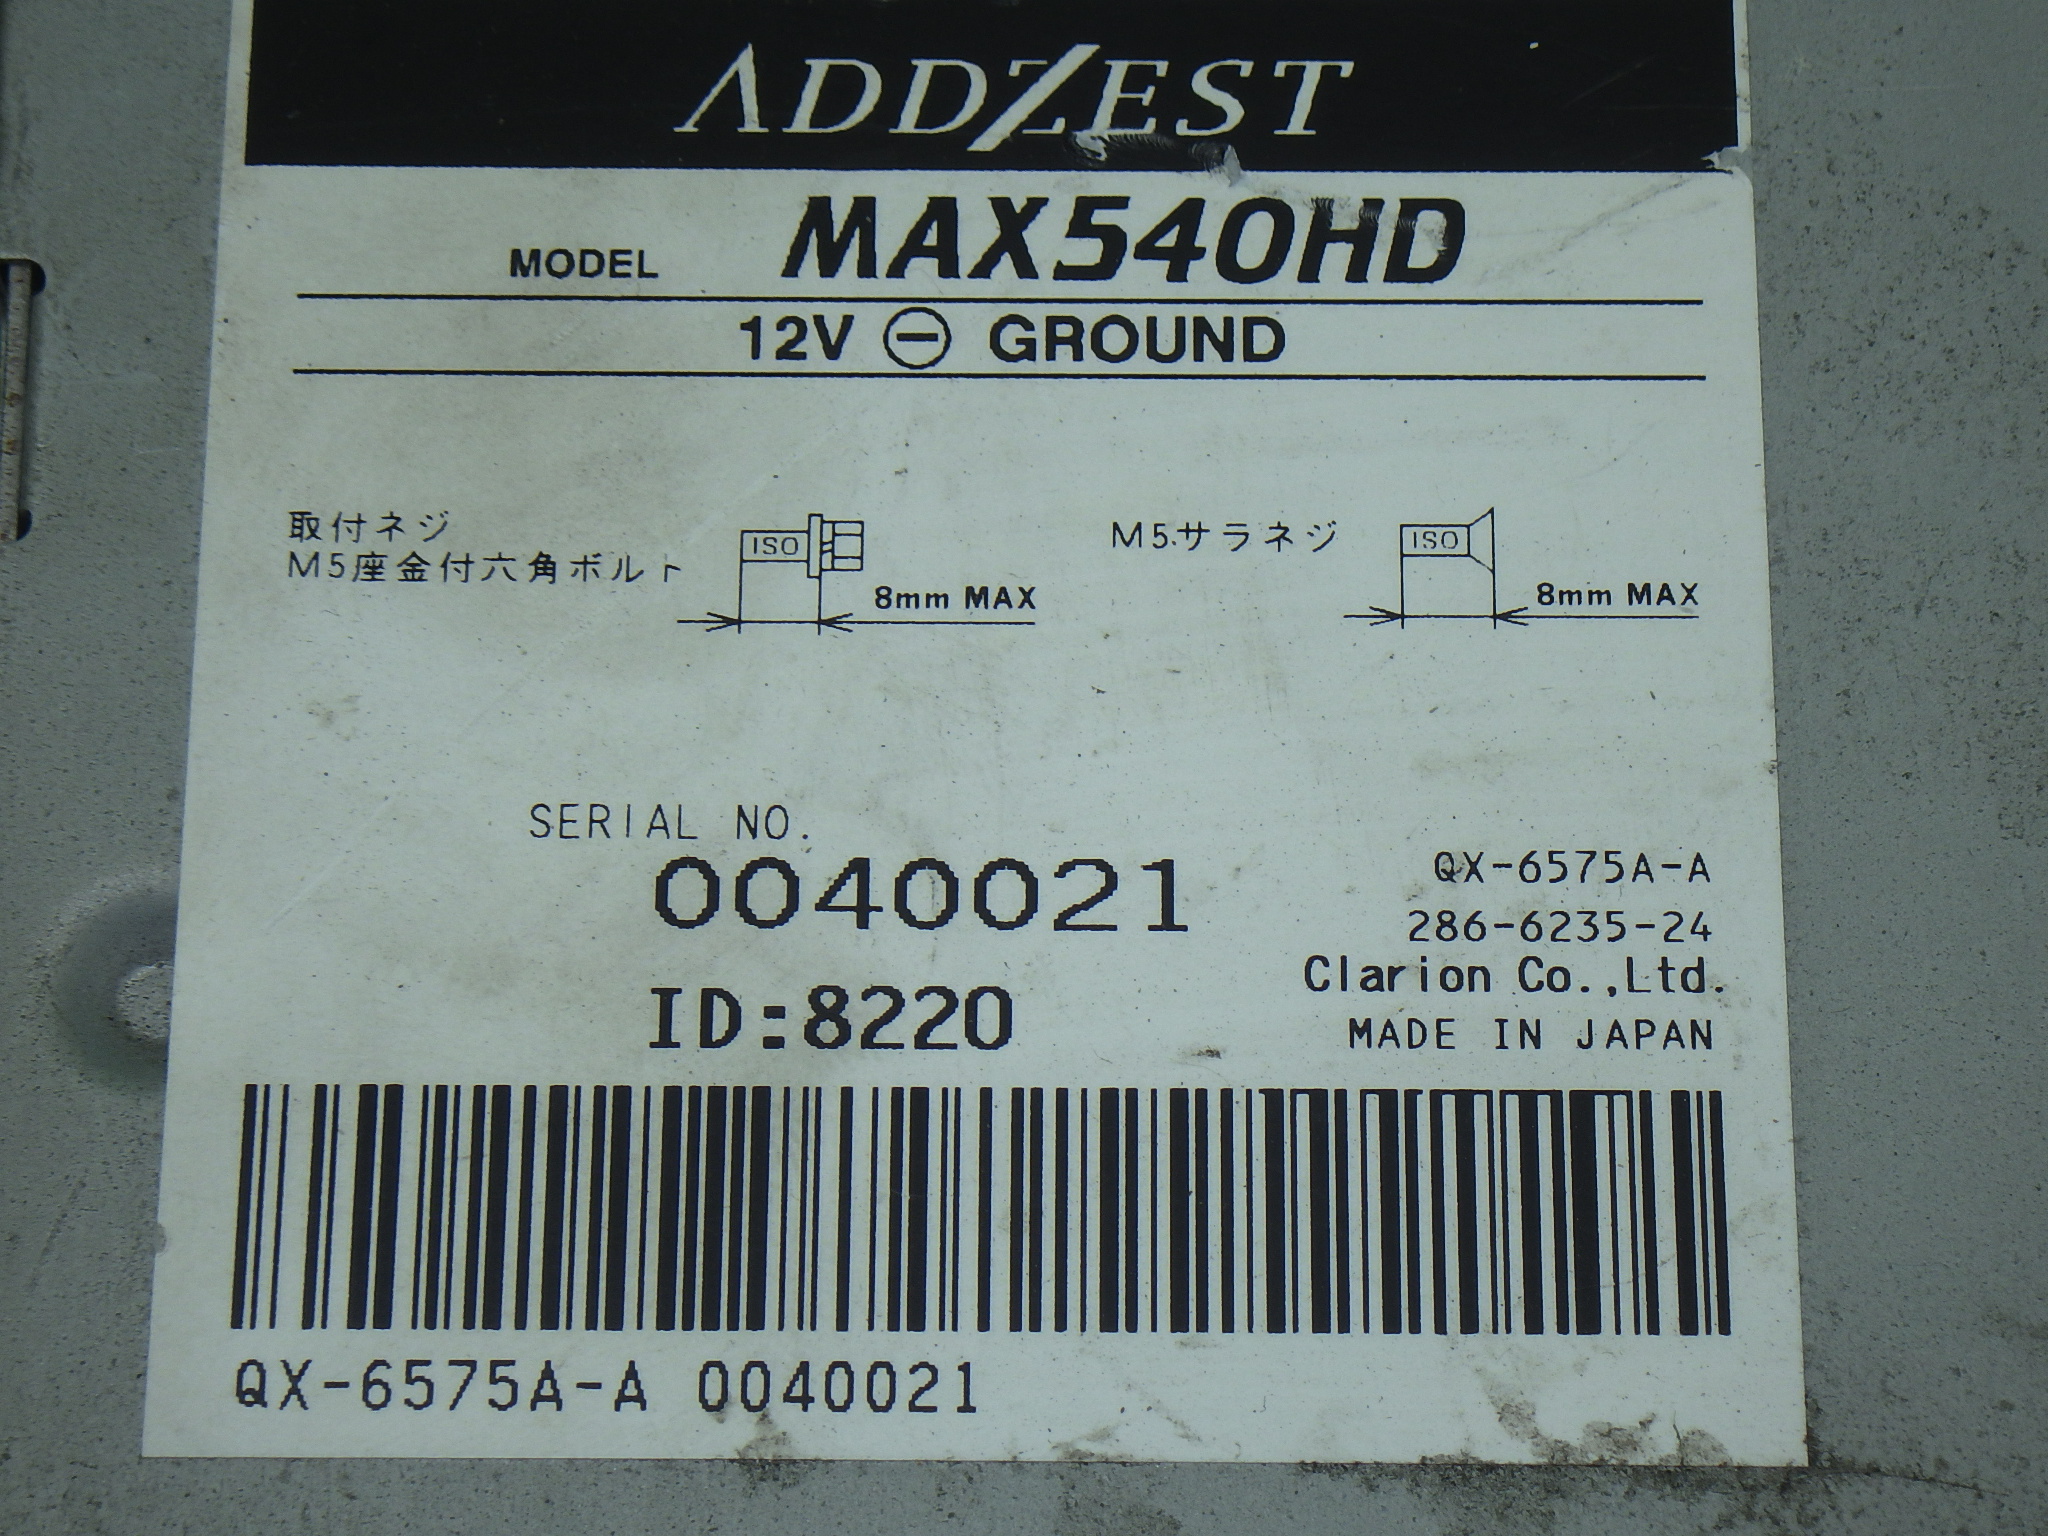 ADDZEST
MODEL MAX540HD
12V ⊖ GROUND
取付ネジ
M5座金付六角ボルト ISO 8mm MAX
M5サラネジ ISO 8mm MAX
SERIAL NO.
0040021
ID:8220
QX-6575A-A
286-6235-24
Clarion Co.,Ltd.
MADE IN JAPAN
QX-6575A-A 0040021